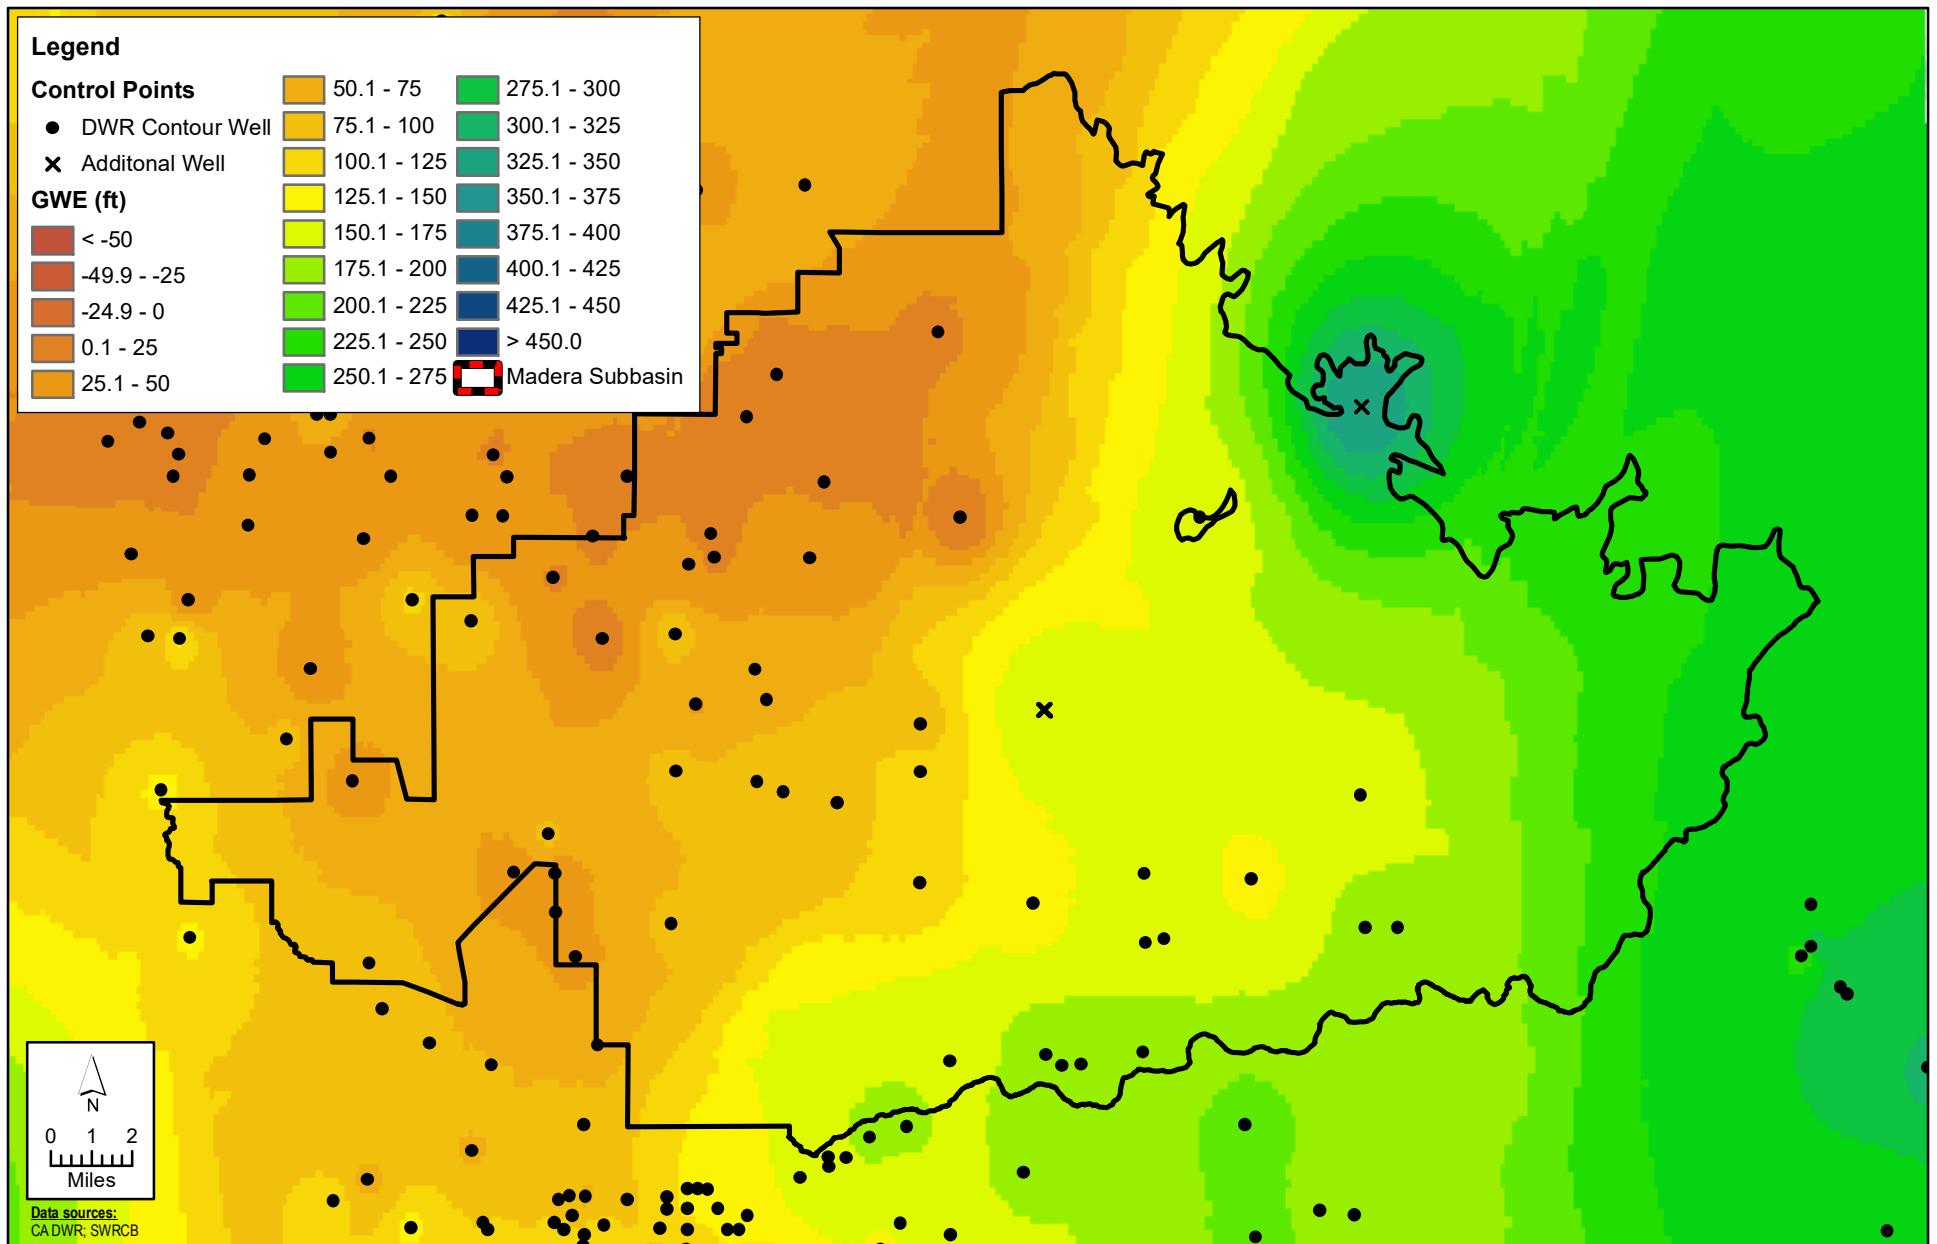 Legend
Control Points
DWR Contour Well
Additonal Well
GWE (ft)
< -50
-49.9 - -25
-24.9 - 0
0.1 - 25
25.1 - 50
50.1 - 75
75.1 - 100
100.1 - 125
125.1 - 150
150.1 - 175
175.1 - 200
200.1 - 225
225.1 - 250
250.1 - 275
275.1 - 300
300.1 - 325
325.1 - 350
350.1 - 375
375.1 - 400
400.1 - 425
425.1 - 450
> 450.0
Madera Subbasin
N
0 1 2
Miles
Data sources:
CA DWR; SWRCB